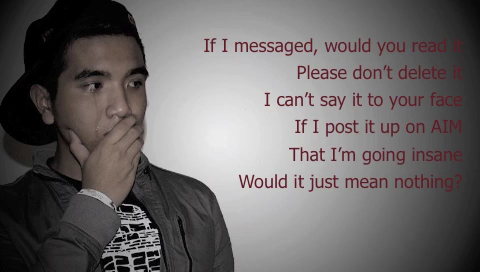 If I messaged, would you read it
Please don't delete it
I can't say it to your face
If I post it up on AIM
That I'm going insane
Would it just mean nothing?